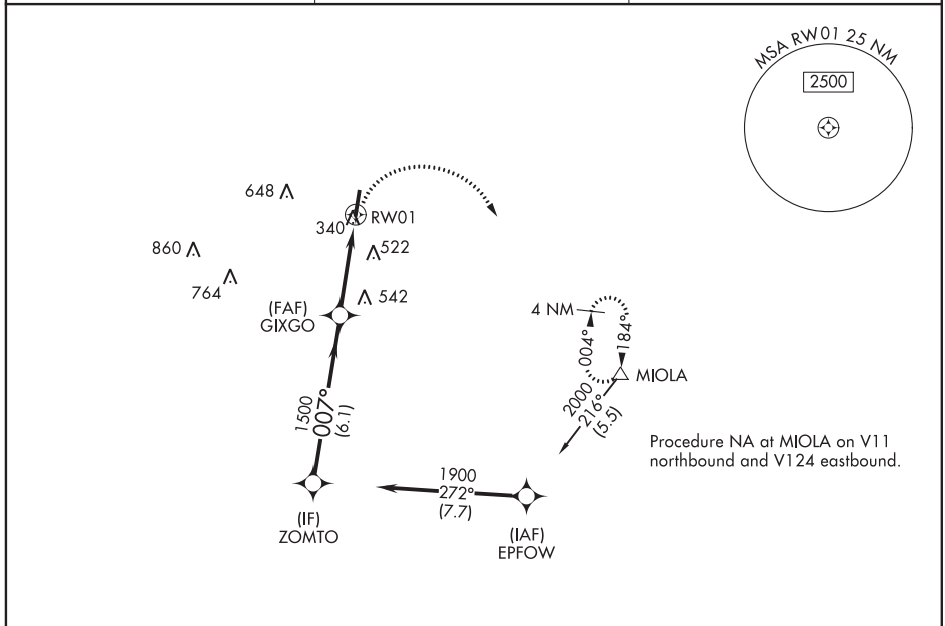 MSA RW01 25 NM
2500
648
340
RW01
860
522
764
542
(FAF)
GIXGO
4 NM
004°
184°
MIOLA
2000
216°
(5.5)
1500
007°
(6.1)
Procedure NA at MIOLA on V11
northbound and V124 eastbound.
1900
272°
(7.7)
(IF)
ZOMTO
(IAF)
EPFOW